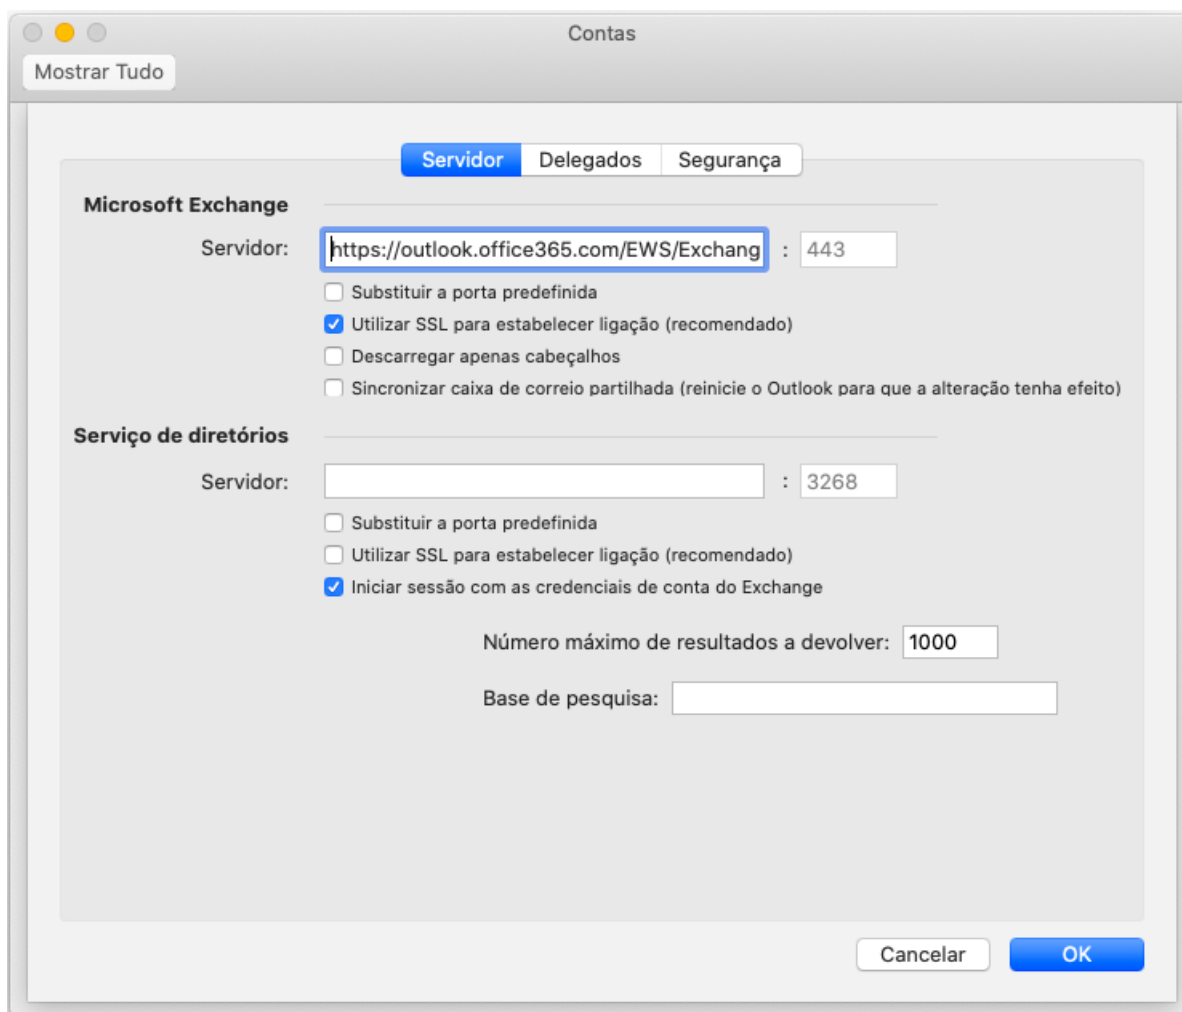 Contas
Mostrar Tudo
Servidor Delegados Segurança
Microsoft Exchange
Servidor: https://outlook.office365.com/EWS/Exchang : 443
Substituir a porta predefinida
Utilizar SSL para estabelecer ligação (recomendado)
Descarregar apenas cabeçalhos
Sincronizar caixa de correio partilhada (reinicie o Outlook para que a alteração tenha efeito)
Serviço de diretórios
Servidor: : 3268
Substituir a porta predefinida
Utilizar SSL para estabelecer ligação (recomendado)
Iniciar sessão com as credenciais de conta do Exchange
Número máximo de resultados a devolver: 1000
Base de pesquisa:
Cancelar OK